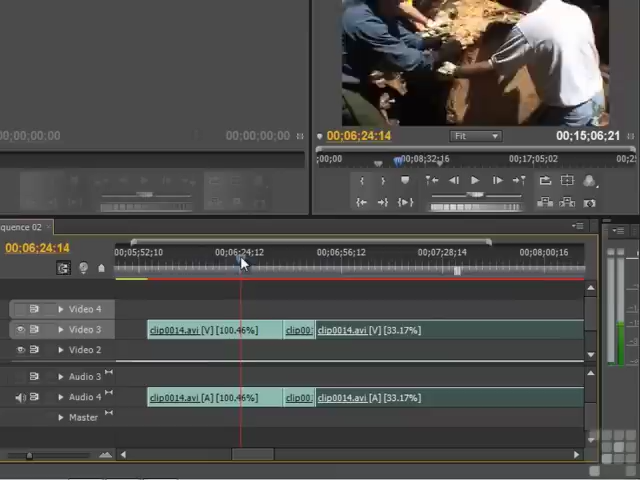 00;00;00;00
00;00;00;00
00;06;24;14
Fit
00;15;06;21
;00;00
00;08;32;16
00;17;05;02
00;2
quence 02
00;06;24;14
00;05;52;10
00;06;24;12
00;06;56;12
00;07;28;14
00;08;00;16
Video 4
Video 3
clip0014.avi [V] [100.46%]
clip00
clip0014.avi [V] [33.17%]
Video 2
Audio 3
Audio 4
clip0014.avi [A] [100.46%]
clip00
clip0014.avi [A] [33.17%]
Master